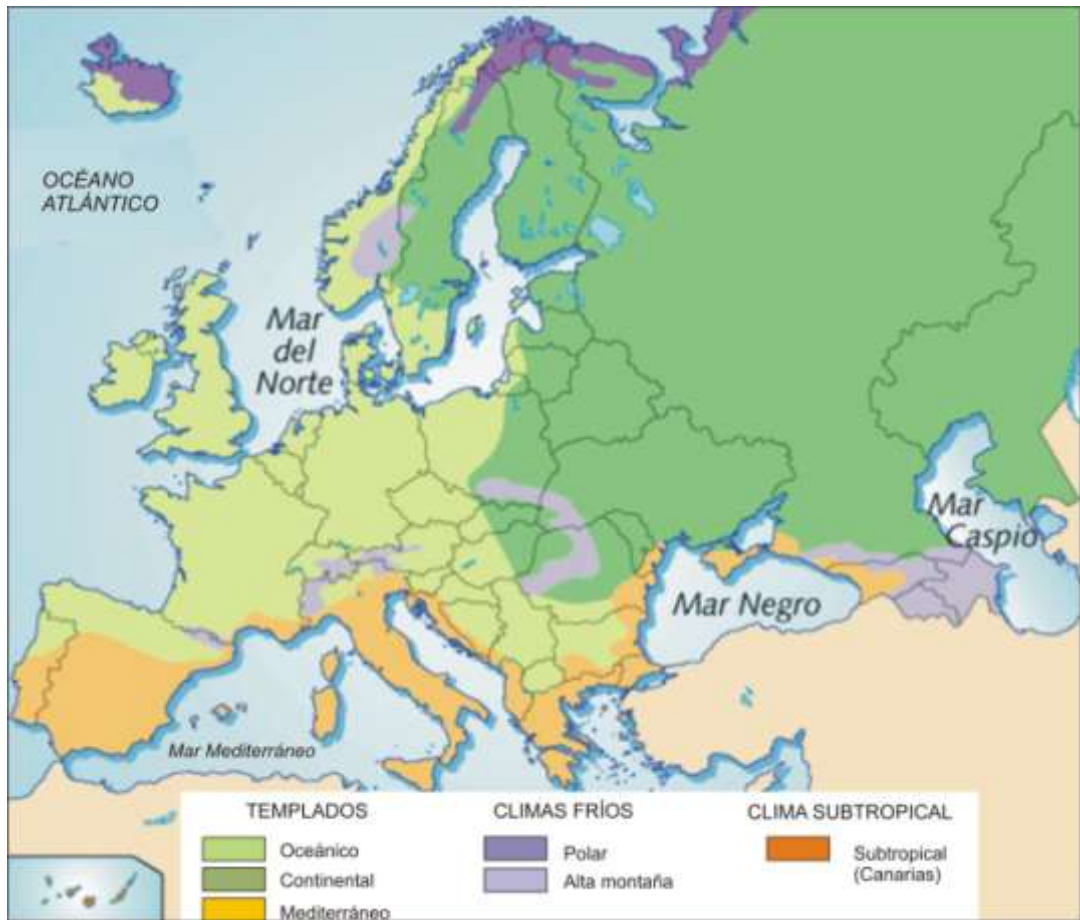 OCÉANO
ATLÁNTICO
Mar
del
Norte
Mar
Caspio
Mar Negro
Mar Mediterráneo
TEMPLADOS
Oceánico
Continental
Mediterráneo
CLIMAS FRÍOS
Polar
Alta montaña
CLIMA SUBTROPICAL
Subtropical
(Canarias)